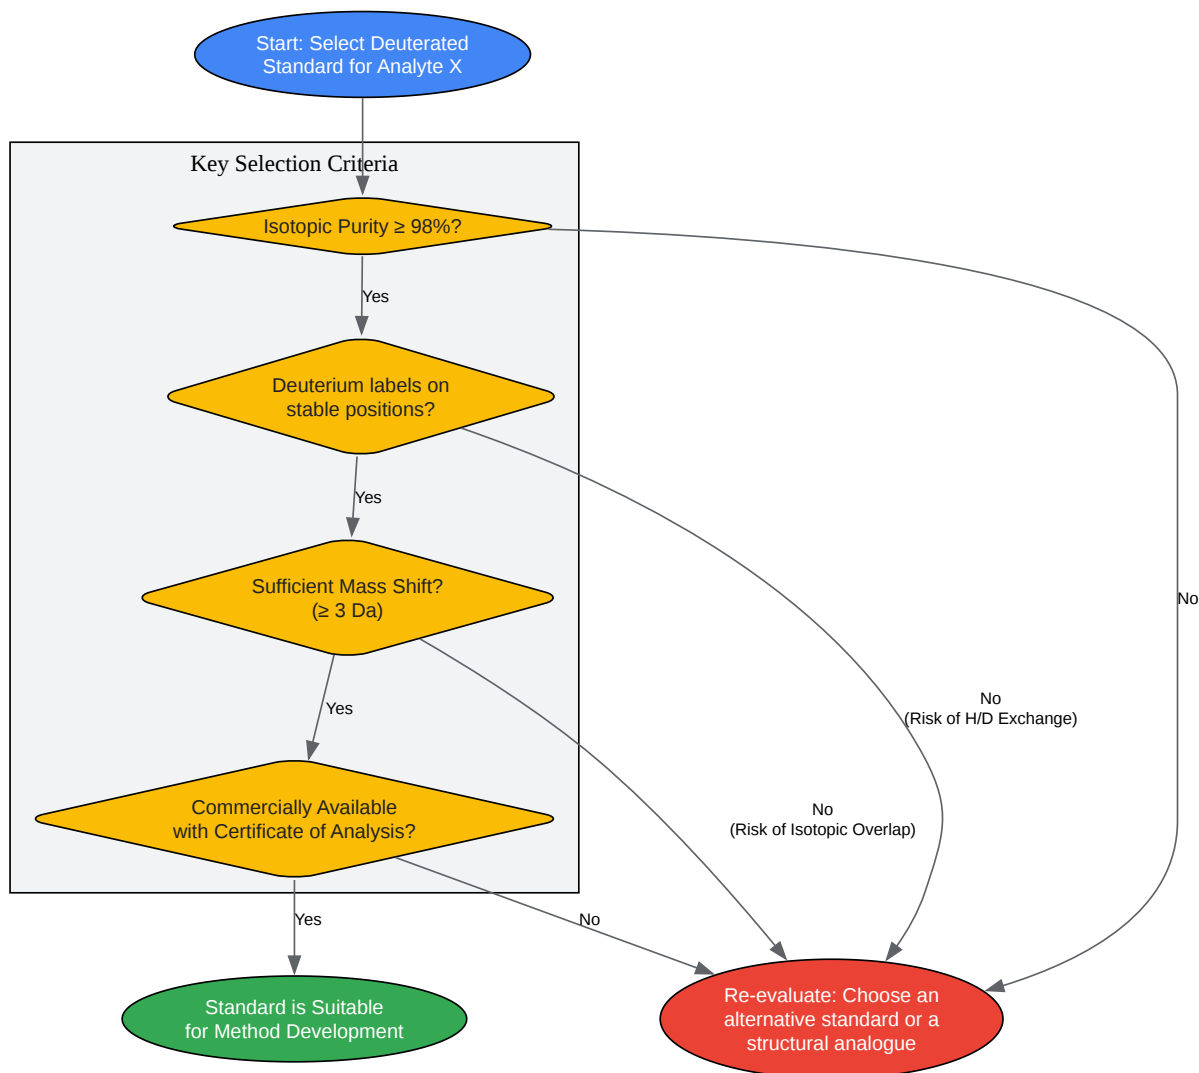 Start: Select Deuterated
Standard for Analyte X
Key Selection Criteria
Isotopic Purity ≥ 98%?
Yes
Deuterium labels on
stable positions?
Yes
Sufficient Mass Shift?
(≥ 3 Da)
No
Yes
No
(Risk of H/D Exchange)
Commercially Available
with Certificate of Analysis?
No
(Risk of Isotopic Overlap)
Yes
No
Standard is Suitable
for Method Development
Re-evaluate: Choose an
alternative standard or a
structural analogue